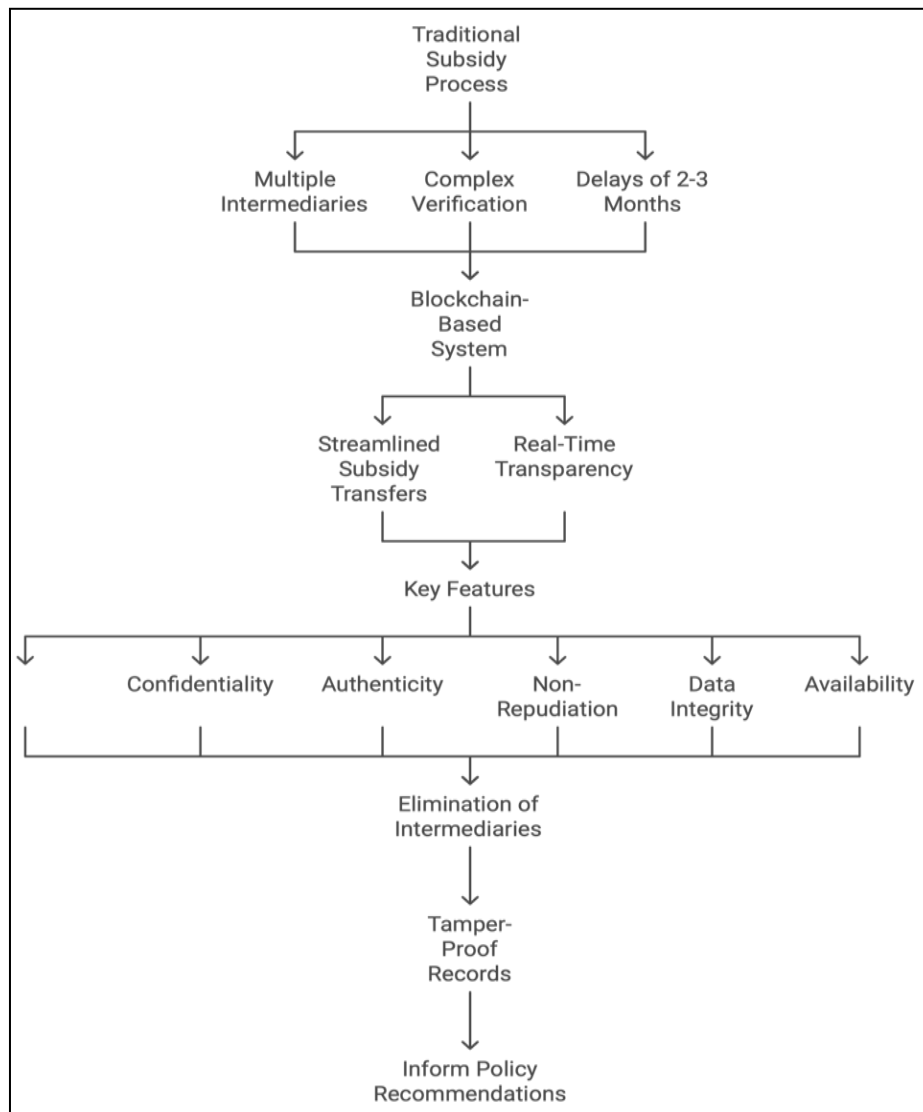 Traditional
Subsidy
Process
Multiple
Intermediaries
Complex
Verification
Delays of 2-3
Months
Blockchain-
Based
System
Streamlined
Subsidy
Transfers
Real-Time
Transparency
Key Features
Confidentiality
Authenticity
Non-
Repudiation
Data
Integrity
Availability
Elimination of
Intermediaries
Tamper-
Proof
Records
Inform Policy
Recommendations